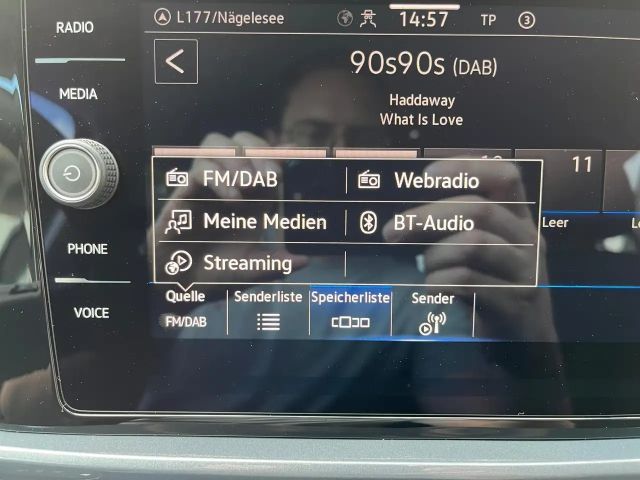 RADIO
MEDIA
PHONE
VOICE
L177/Nägelesee 14:57 TP 3
<
90s90s (DAB)
Haddaway
What Is Love
11
FM/DAB Webradio
Meine Medien BT-Audio
Streaming
Leer
Quelle Senderliste Speicherliste Sender
FM/DAB